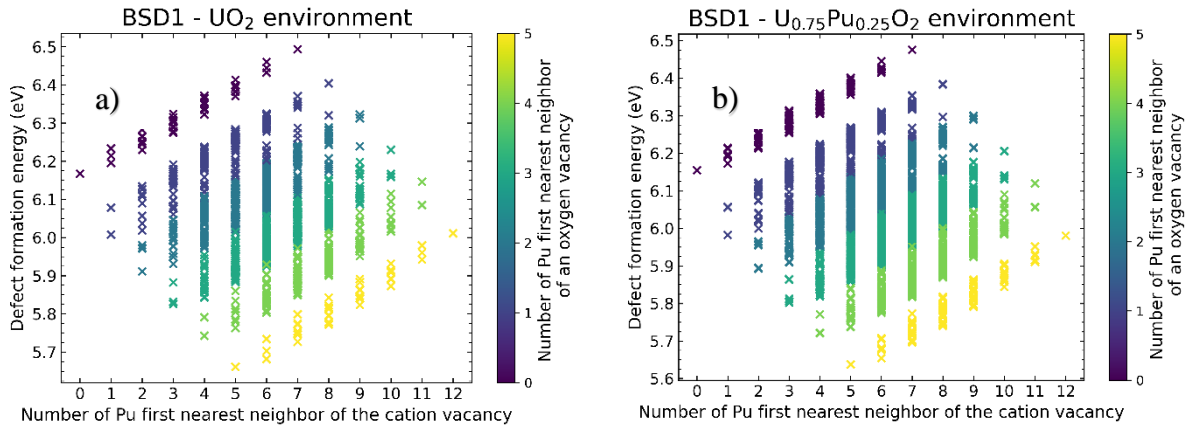 BSD1 - UO₂ environment
a)
6.5
6.4
6.3
6.2
6.1
6.0
5.9
5.8
5.7
Defect formation energy (eV)
0 1 2 3 4 5 6 7 8 9 10 11 12
Number of Pu first nearest neighbor of the cation vacancy
5
4
3
2
1
0
Number of Pu first nearest neighbor
of an oxygen vacancy
BSD1 - U₀.₇₅Pu₀.₂₅O₂ environment
b)
6.5
6.4
6.3
6.2
6.1
6.0
5.9
5.8
5.7
5.6
Defect formation energy (eV)
0 1 2 3 4 5 6 7 8 9 10 11 12
Number of Pu first nearest neighbor of the cation vacancy
5
4
3
2
1
0
Number of Pu first nearest neighbor
of an oxygen vacancy